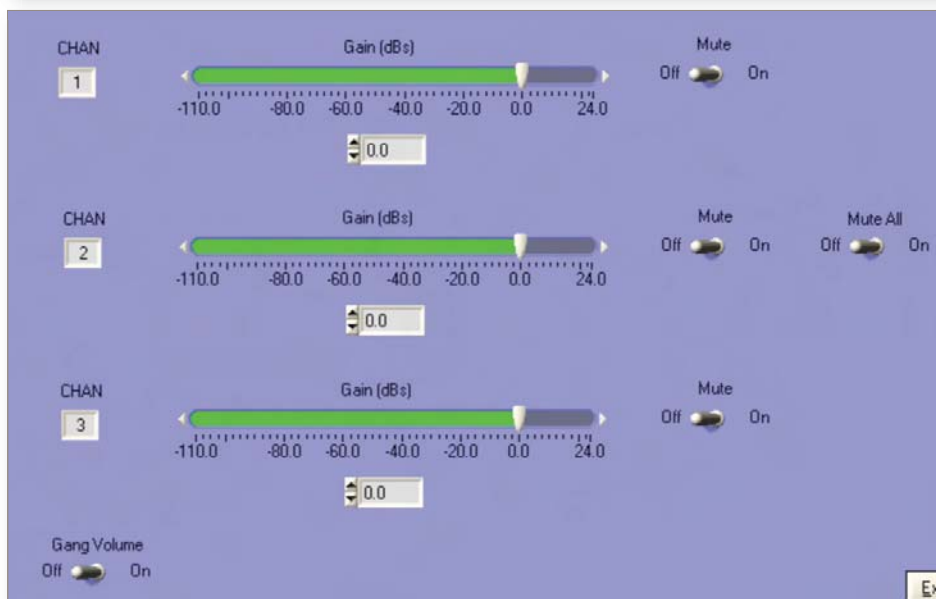 CHAN Gain (dBs) Mute
1 Off On
-110.0 -80.0 -60.0 -40.0 -20.0 0.0 24.0
0.0
CHAN Gain (dBs) Mute Mute All
2 Off On Off On
-110.0 -80.0 -60.0 -40.0 -20.0 0.0 24.0
0.0
CHAN Gain (dBs) Mute
3 Off On
-110.0 -80.0 -60.0 -40.0 -20.0 0.0 24.0
0.0
Gang Volume
Off On